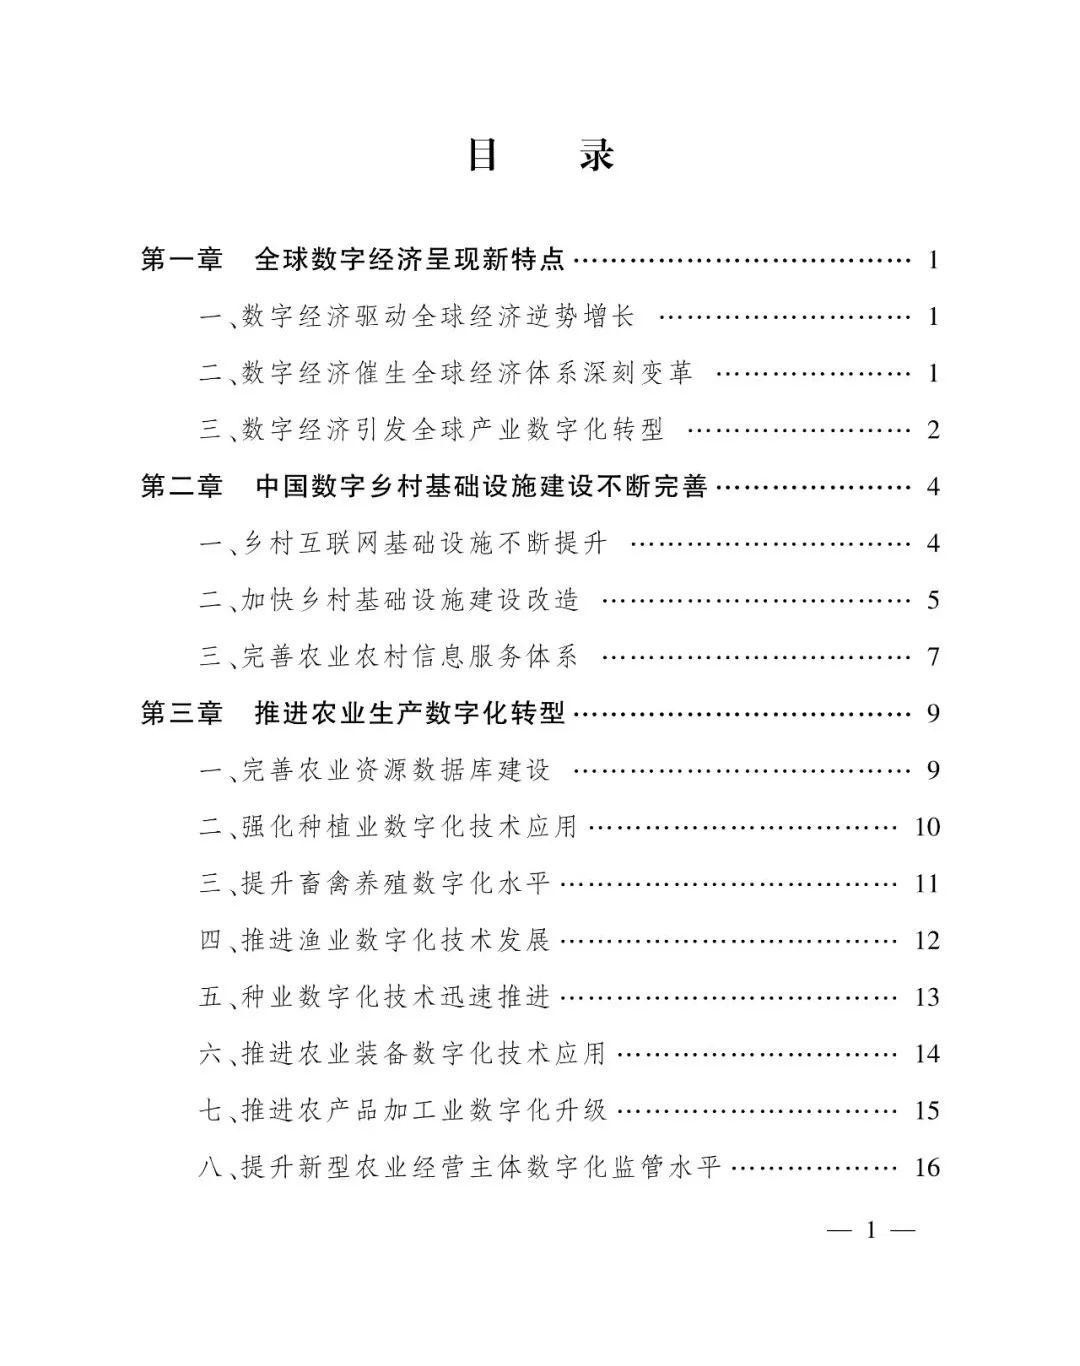 目　录
第一章　全球数字经济呈现新特点………………………………… 1
一、数字经济驱动全球经济逆势增长 ……………………… 1
二、数字经济催生全球经济体系深刻变革 ………………… 1
三、数字经济引发全球产业数字化转型 …………………… 2
第二章　中国数字乡村基础设施建设不断完善………………… 4
一、乡村互联网基础设施不断提升 ………………………… 4
二、加快乡村基础设施建设改造 …………………………… 5
三、完善农业农村信息服务体系 …………………………… 7
第三章　推进农业生产数字化转型……………………………… 9
一、完善农业资源数据库建设 ……………………………… 9
二、强化种植业数字化技术应用…………………………… 10
三、提升畜禽养殖数字化水平……………………………… 11
四、推进渔业数字化技术发展……………………………… 12
五、种业数字化技术迅速推进……………………………… 13
六、推进农业装备数字化技术应用………………………… 14
七、推进农产品加工业数字化升级………………………… 15
八、提升新型农业经营主体数字化监管水平……………… 16
— 1 —